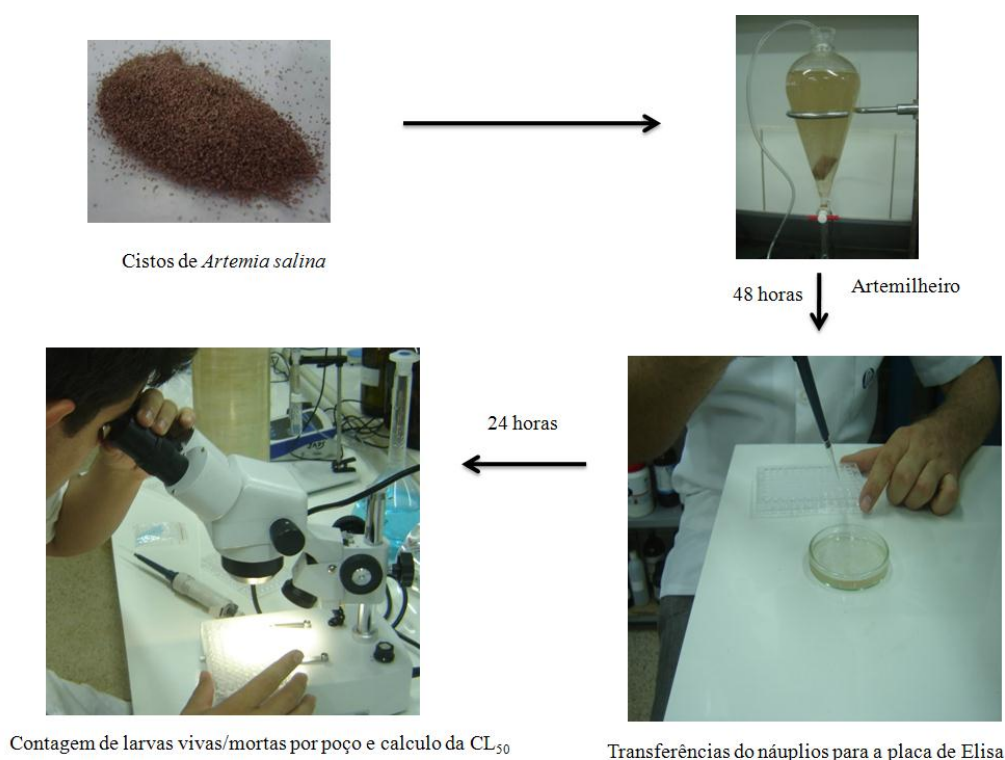 Cistos de Artemia salina
48 horas
Artemilheiro
24 horas
Transferências do náuplios para a placa de Elisa
Contagem de larvas vivas/mortas por poço e calculo da CL₅₀